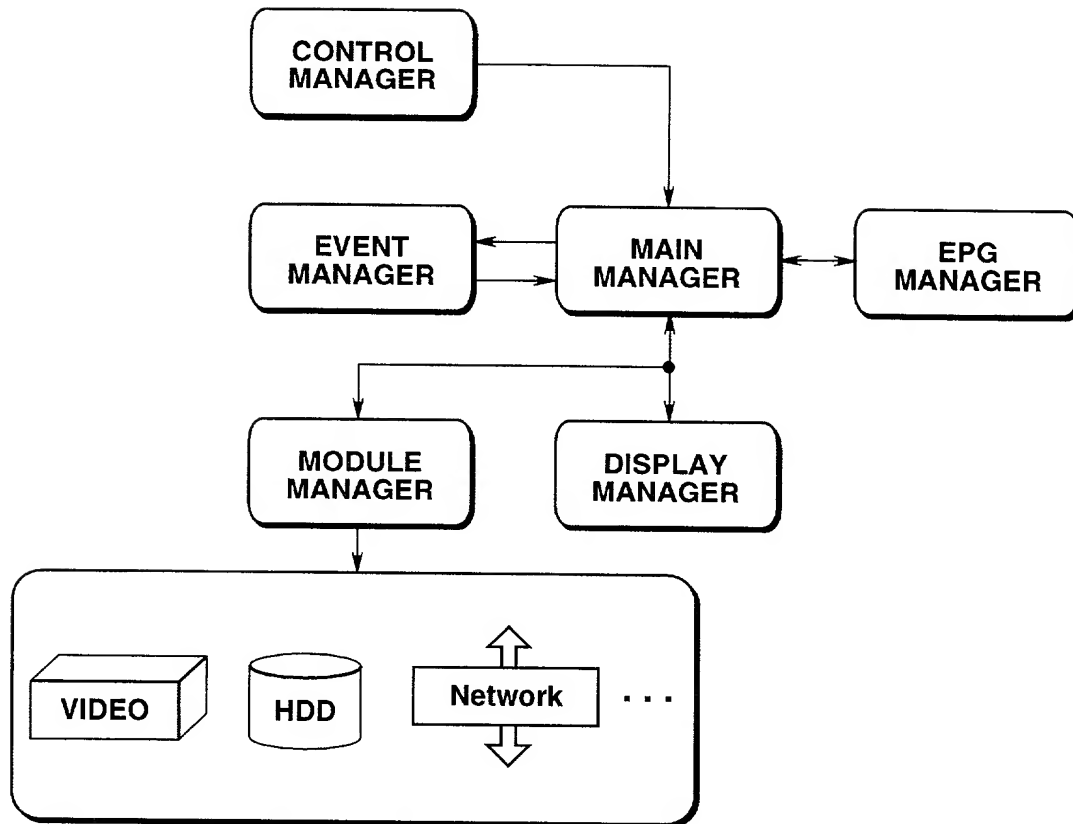 CONTROL
MANAGER
EVENT
MANAGER
MAIN
MANAGER
EPG
MANAGER
MODULE
MANAGER
DISPLAY
MANAGER
VIDEO
HDD
Network
...